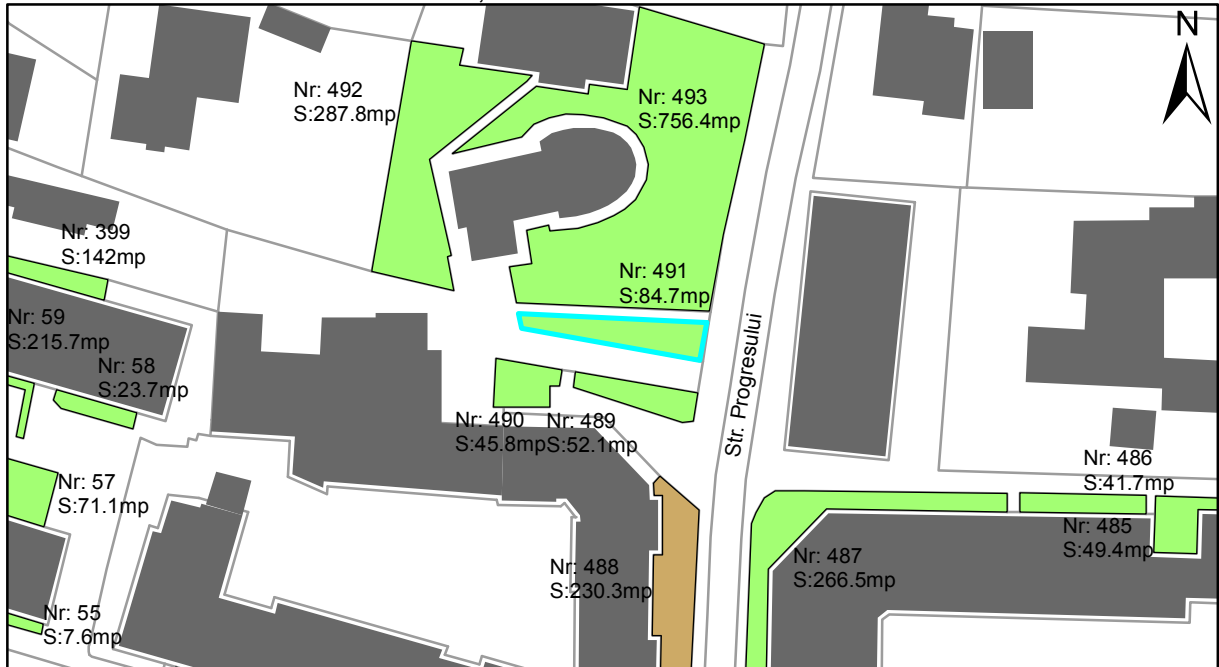 N
Nr: 492
S:287.8mp
Nr: 493
S:756.4mp
Nr: 399
S:142mp
Nr: 491
S:84.7mp
Nr: 59
S:215.7mp
Nr: 58
S:23.7mp
Str. Progresului
Nr: 490
S:45.8mp
Nr: 489
S:52.1mp
Nr: 486
S:41.7mp
Nr: 57
S:71.1mp
Nr: 485
S:49.4mp
Nr: 488
S:230.3mp
Nr: 487
S:266.5mp
Nr: 55
S:7.6mp